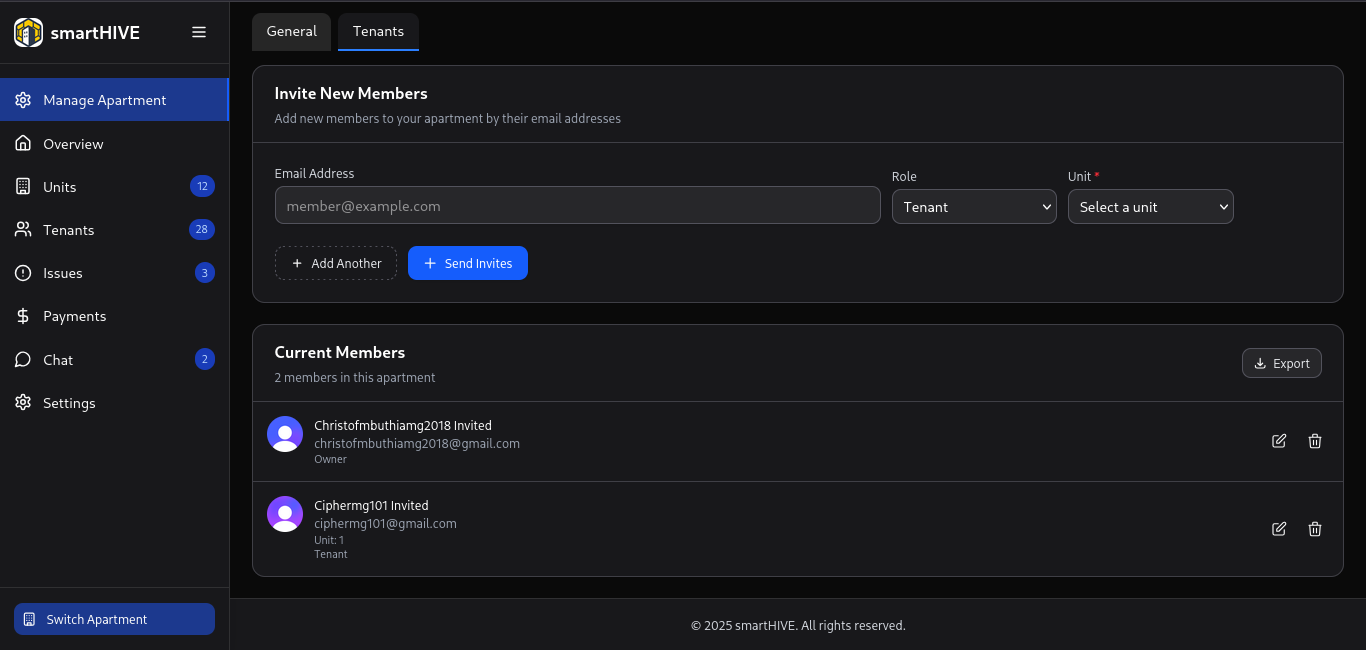 smartHIVE
Manage Apartment
Overview
Units 12
Tenants 28
Issues 3
Payments
Chat 2
Settings
Switch Apartment
General Tenants
Invite New Members
Add new members to your apartment by their email addresses
Email Address Role Unit *
member@example.com Tenant Select a unit
+ Add Another + Send Invites
Current Members
2 members in this apartment
Export
Christofmbuthiamg2018 Invited
christofmbuthiamg2018@gmail.com
Owner
Ciphermg101 Invited
ciphermg101@gmail.com
Unit: 1
Tenant
© 2025 smartHIVE. All rights reserved.